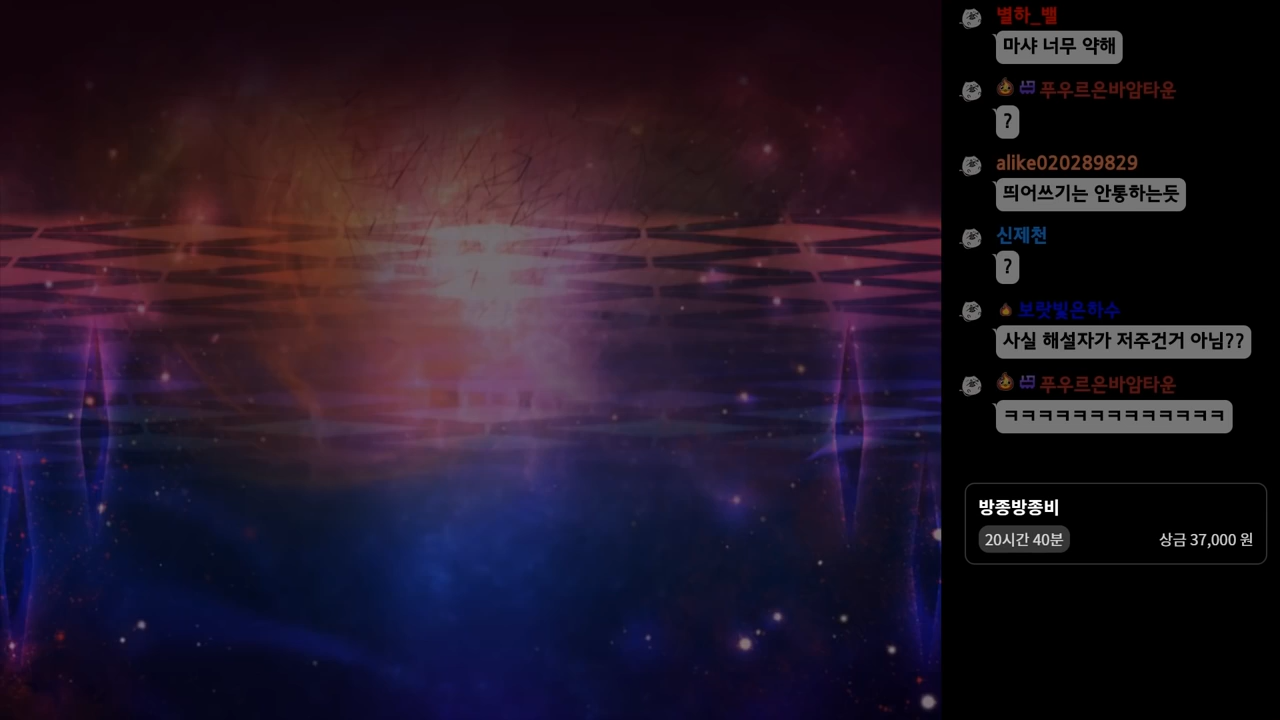 별하_밸
마샤 너무 약해
푸우르은바암타운
?
alike020289829
띄어쓰기는 안통하는듯
신제천
?
보랏빛은하수
사실 해설자가 저주건거 아님??
푸우르은바암타운
ㅋㅋㅋㅋㅋㅋㅋㅋㅋㅋㅋㅋㅋ
방종방종비
20시간 40분
상금 37,000 원